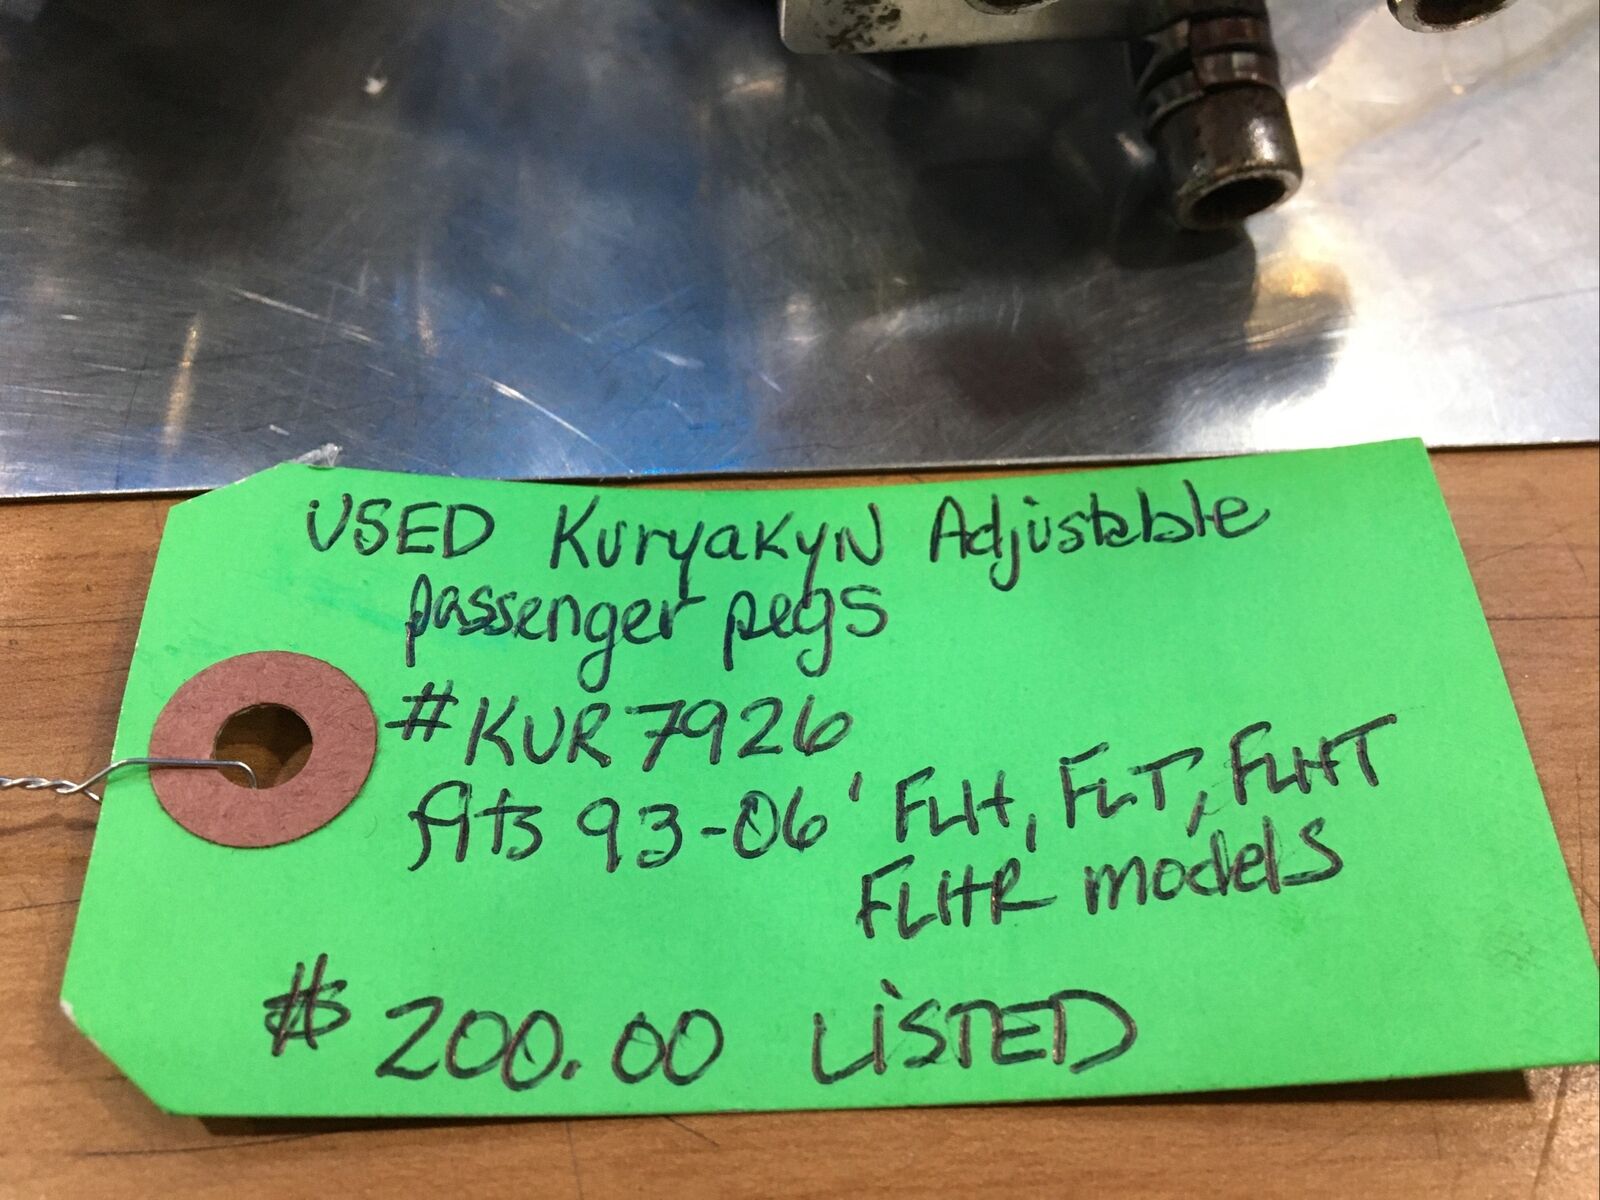 USED Kuryakyn Adjustable
passenger pegs
#KUR7926
fits 93-06' FLH, FLT, FLHT
FLHR models
$200.00 LiSTED